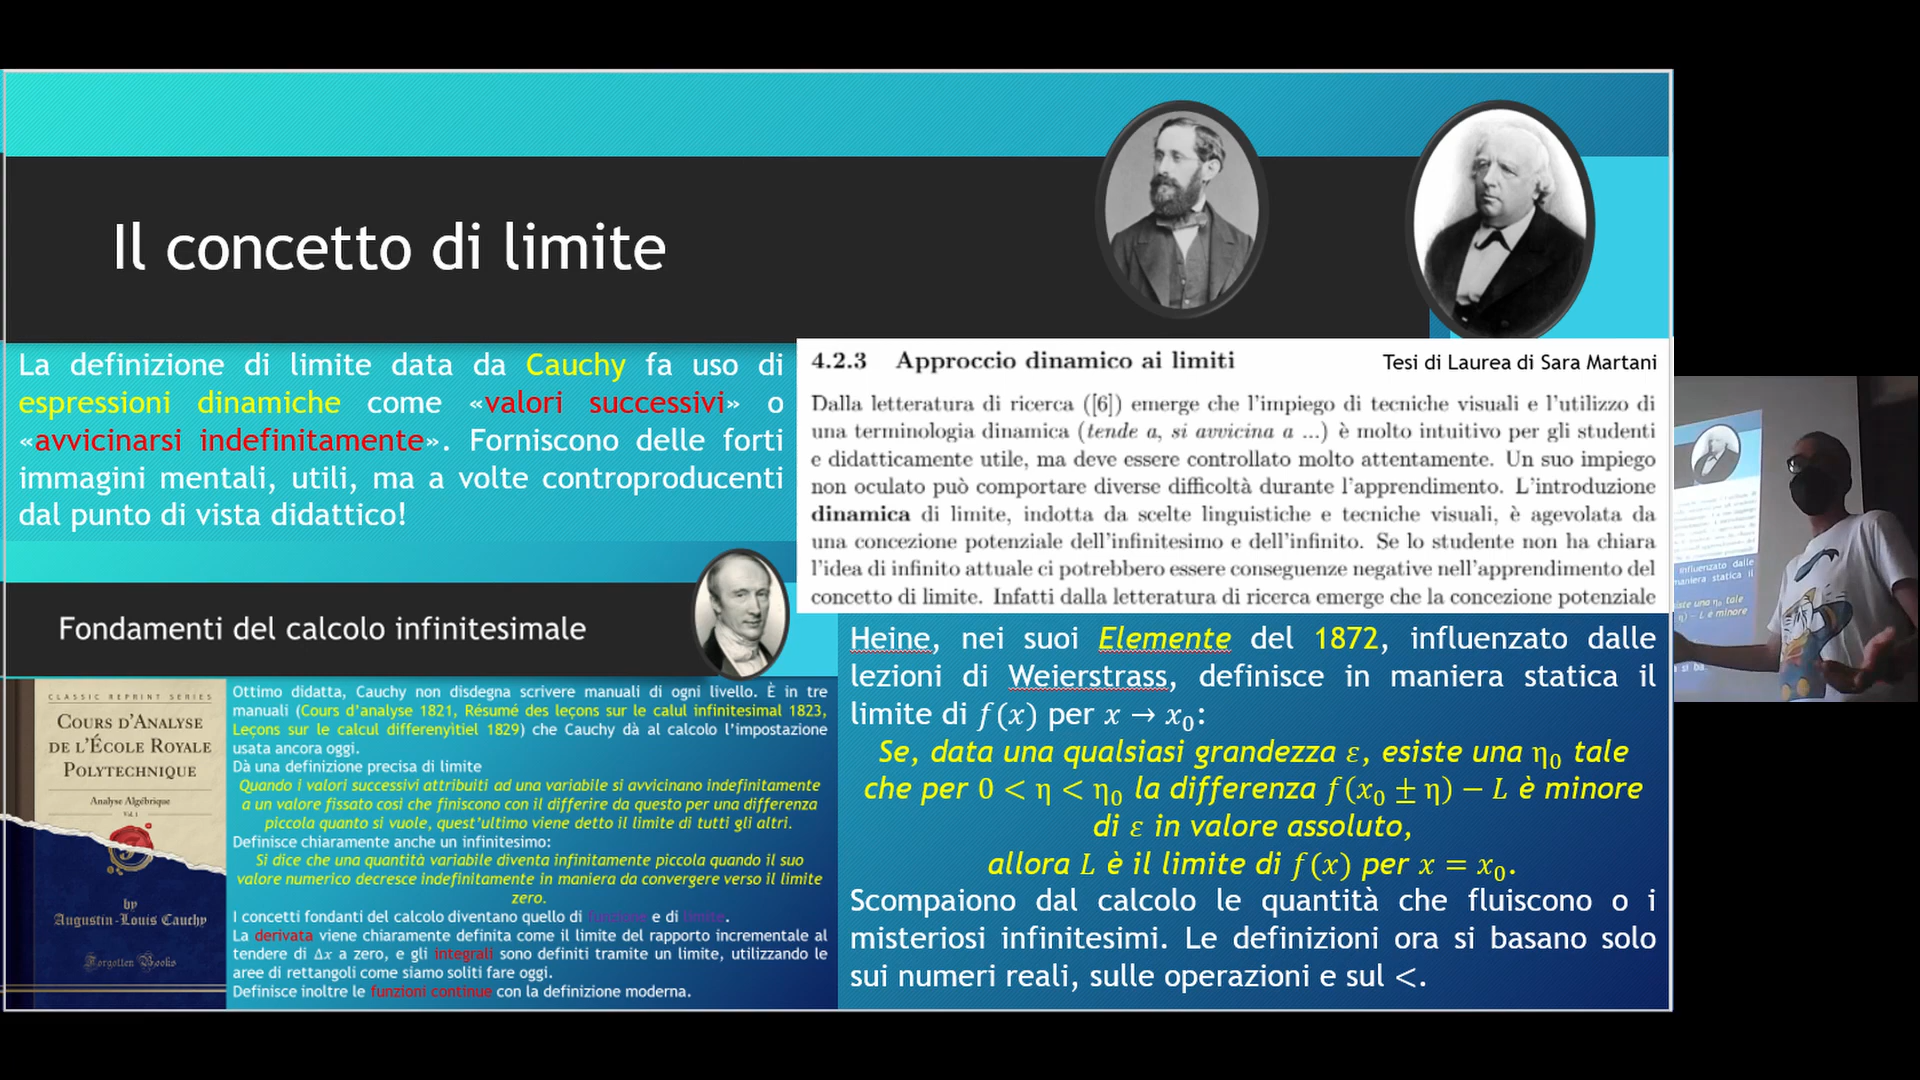 Il concetto di limite
La definizione di limite data da Cauchy fa uso di
espressioni dinamiche come «valori successivi» o
«avvicinarsi indefinitamente». Forniscono delle forti
immagini mentali, utili, ma a volte controproducenti
dal punto di vista didattico!
4.2.3 Approccio dinamico ai limiti
Tesi di Laurea di Sara Martani
Dalla letteratura di ricerca ([6]) emerge che l'impiego di tecniche visuali e l'utilizzo di
una terminologia dinamica (tende a, si avvicina a ...) è molto intuitivo per gli studenti
e didatticamente utile, ma deve essere controllato molto attentamente. Un suo impiego
non oculato può comportare diverse difficoltà durante l'apprendimento. L'introduzione
dinamica di limite, indotta da scelte linguistiche e tecniche visuali, è agevolata da
una concezione potenziale dell'infinitesimo e dell'infinito. Se lo studente non ha chiara
l'idea di infinito attuale ci potrebbero essere conseguenze negative nell'apprendimento del
concetto di limite. Infatti dalla letteratura di ricerca emerge che la concezione potenziale
Fondamenti del calcolo infinitesimale
CLASSIC REPRINT SERIES
COURS D'ANALYSE
DE L'ÉCOLE ROYALE
POLYTECHNIQUE
Analyse Algébrique
Vol. 1
by
Augustin-Louis Cauchy
Forgotten Books
Ottimo didatta, Cauchy non disdegna scrivere manuali di ogni livello. È in tre
manuali (Cours d'analyse 1821, Résumé des leçons sur le calul infinitesimal 1823,
Leçons sur le calcul differenyitiel 1829) che Cauchy dà al calcolo l'impostazione
usata ancora oggi.
Dà una definizione precisa di limite
Quando i valori successivi attribuiti ad una variabile si avvicinano indefinitamente
a un valore fissato così che finiscono con il differire da questo per una differenza
piccola quanto si vuole, quest'ultimo viene detto il limite di tutti gli altri.
Definisce chiaramente anche un infinitesimo:
Si dice che una quantità variabile diventa infinitamente piccola quando il suo
valore numerico decresce indefinitamente in maniera da convergere verso il limite
zero.
I concetti fondanti del calcolo diventano quello di funzione e di limite.
La derivata viene chiaramente definita come il limite del rapporto incrementale al
tendere di Δx a zero, e gli integrali sono definiti tramite un limite, utilizzando le
aree di rettangoli come siamo soliti fare oggi.
Definisce inoltre le funzioni continue con la definizione moderna.
Heine, nei suoi Elemente del 1872, influenzato dalle
lezioni di Weierstrass, definisce in maniera statica il
limite di f(x) per x → x₀:
Se, data una qualsiasi grandezza ε, esiste una η₀ tale
che per 0 < η < η₀ la differenza f(x₀ ± η) − L è minore
di ε in valore assoluto,
allora L è il limite di f(x) per x = x₀.
Scompaiono dal calcolo le quantità che fluiscono o i
misteriosi infinitesimi. Le definizioni ora si basano solo
sui numeri reali, sulle operazioni e sul <.